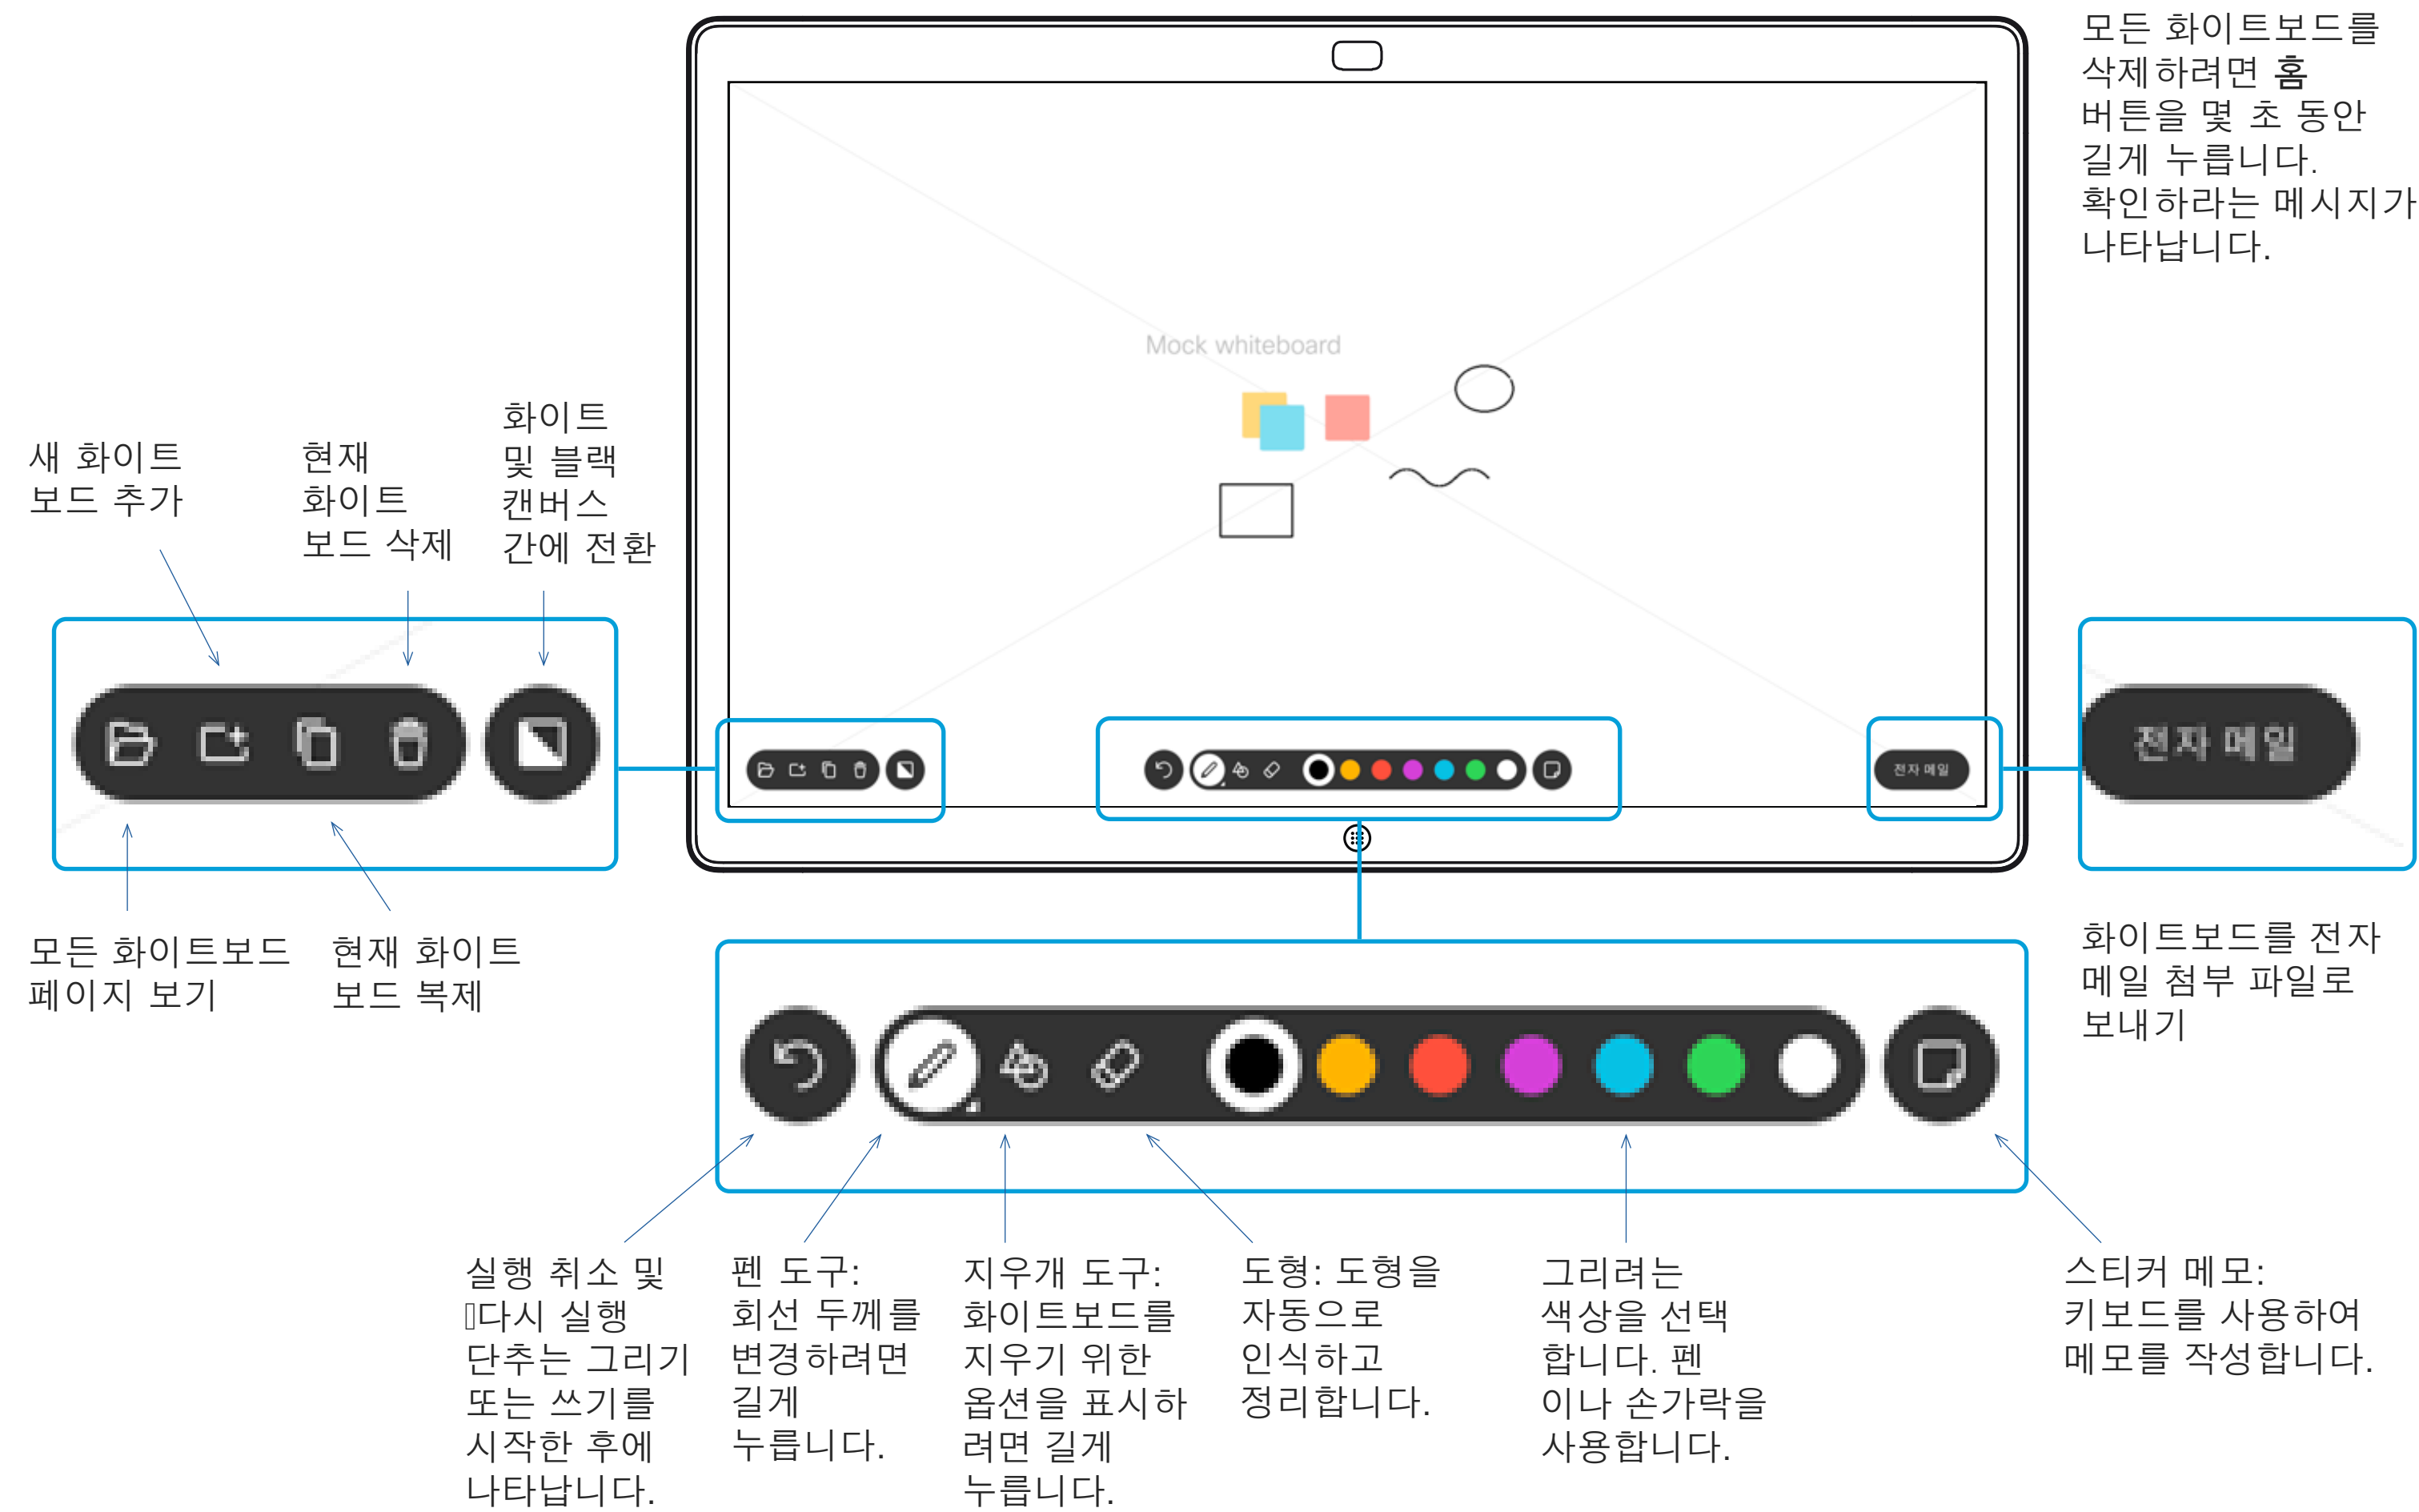 모든 화이트보드를
삭제하려면 홈
버튼을 몇 초 동안
길게 누릅니다.
확인하라는 메시지가
나타납니다.
Mock whiteboard
새 화이트
보드 추가
현재
화이트
보드 삭제
화이트
및 블랙
캔버스
간에 전환
전자 메일
전자 메일
모든 화이트보드
페이지 보기
현재 화이트
보드 복제
화이트보드를 전자
메일 첨부 파일로
보내기
실행 취소 및
다시 실행
단추는 그리기
또는 쓰기를
시작한 후에
나타납니다.
펜 도구:
회선 두께를
변경하려면
길게
누릅니다.
지우개 도구:
화이트보드를
지우기 위한
옵션을 표시하
려면 길게
누릅니다.
도형: 도형을
자동으로
인식하고
정리합니다.
그리려는
색상을 선택
합니다. 펜
이나 손가락을
사용합니다.
스티커 메모:
키보드를 사용하여
메모를 작성합니다.